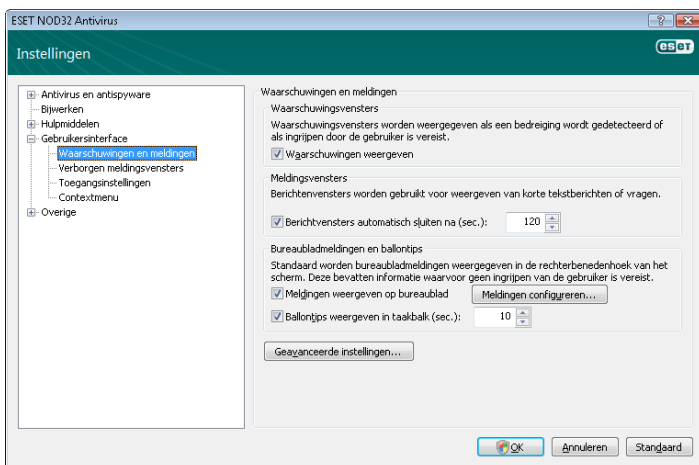 ESET NOD32 Antivirus
Instellingen
eset
Antivirus en antispyware
Bijwerken
Hulpmiddelen
Gebruikersinterface
Waarschuwingen en meldingen
Verborgen meldingsvensters
Toegangsinstellingen
Contextmenu
Overige
Waarschuwingen en meldingen
Waarschuwingsvensters
Waarschuwingsvensters worden weergegeven als een bedreiging wordt gedetecteerd of
als ingrijpen door de gebruiker is vereist.
Waarschuwingen weergeven
Meldingsvensters
Berichtenvensters worden gebruikt voor weergeven van korte tekstberichten of vragen.
Berichtvensters automatisch sluiten na (sec.): 120
Bureaubladmeldingen en ballontips
Standaard worden bureaubladmeldingen weergegeven in de rechterbenedenhoek van het
scherm. Deze bevatten informatie waarvoor geen ingrijpen van de gebruiker is vereist.
Meldingen weergeven op bureaublad Meldingen configureren...
Ballontips weergeven in taakbalk (sec.): 10
Geavanceerde instellingen...
OK Annuleren Standaard